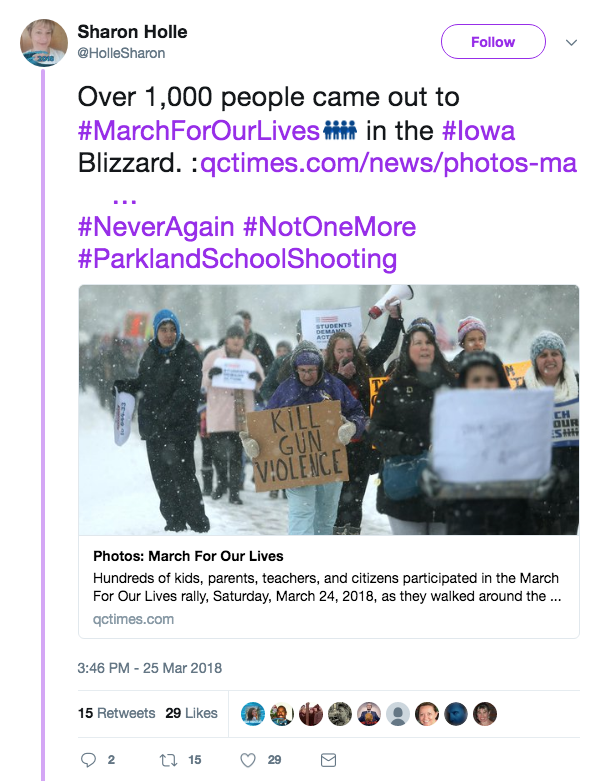 Sharon Holle
@HolleSharon
Follow
Over 1,000 people came out to
#MarchForOurLives in the #Iowa
Blizzard. :qctimes.com/news/photos-ma
...
#NeverAgain #NotOneMore
#ParklandSchoolShooting
STUDENTS
DEMAND
KILL
GUN
VIOLENCE
CH
OUR
Photos: March For Our Lives
Hundreds of kids, parents, teachers, and citizens participated in the March
For Our Lives rally, Saturday, March 24, 2018, as they walked around the ...
qctimes.com
3:46 PM - 25 Mar 2018
15 Retweets 29 Likes
2 15 29